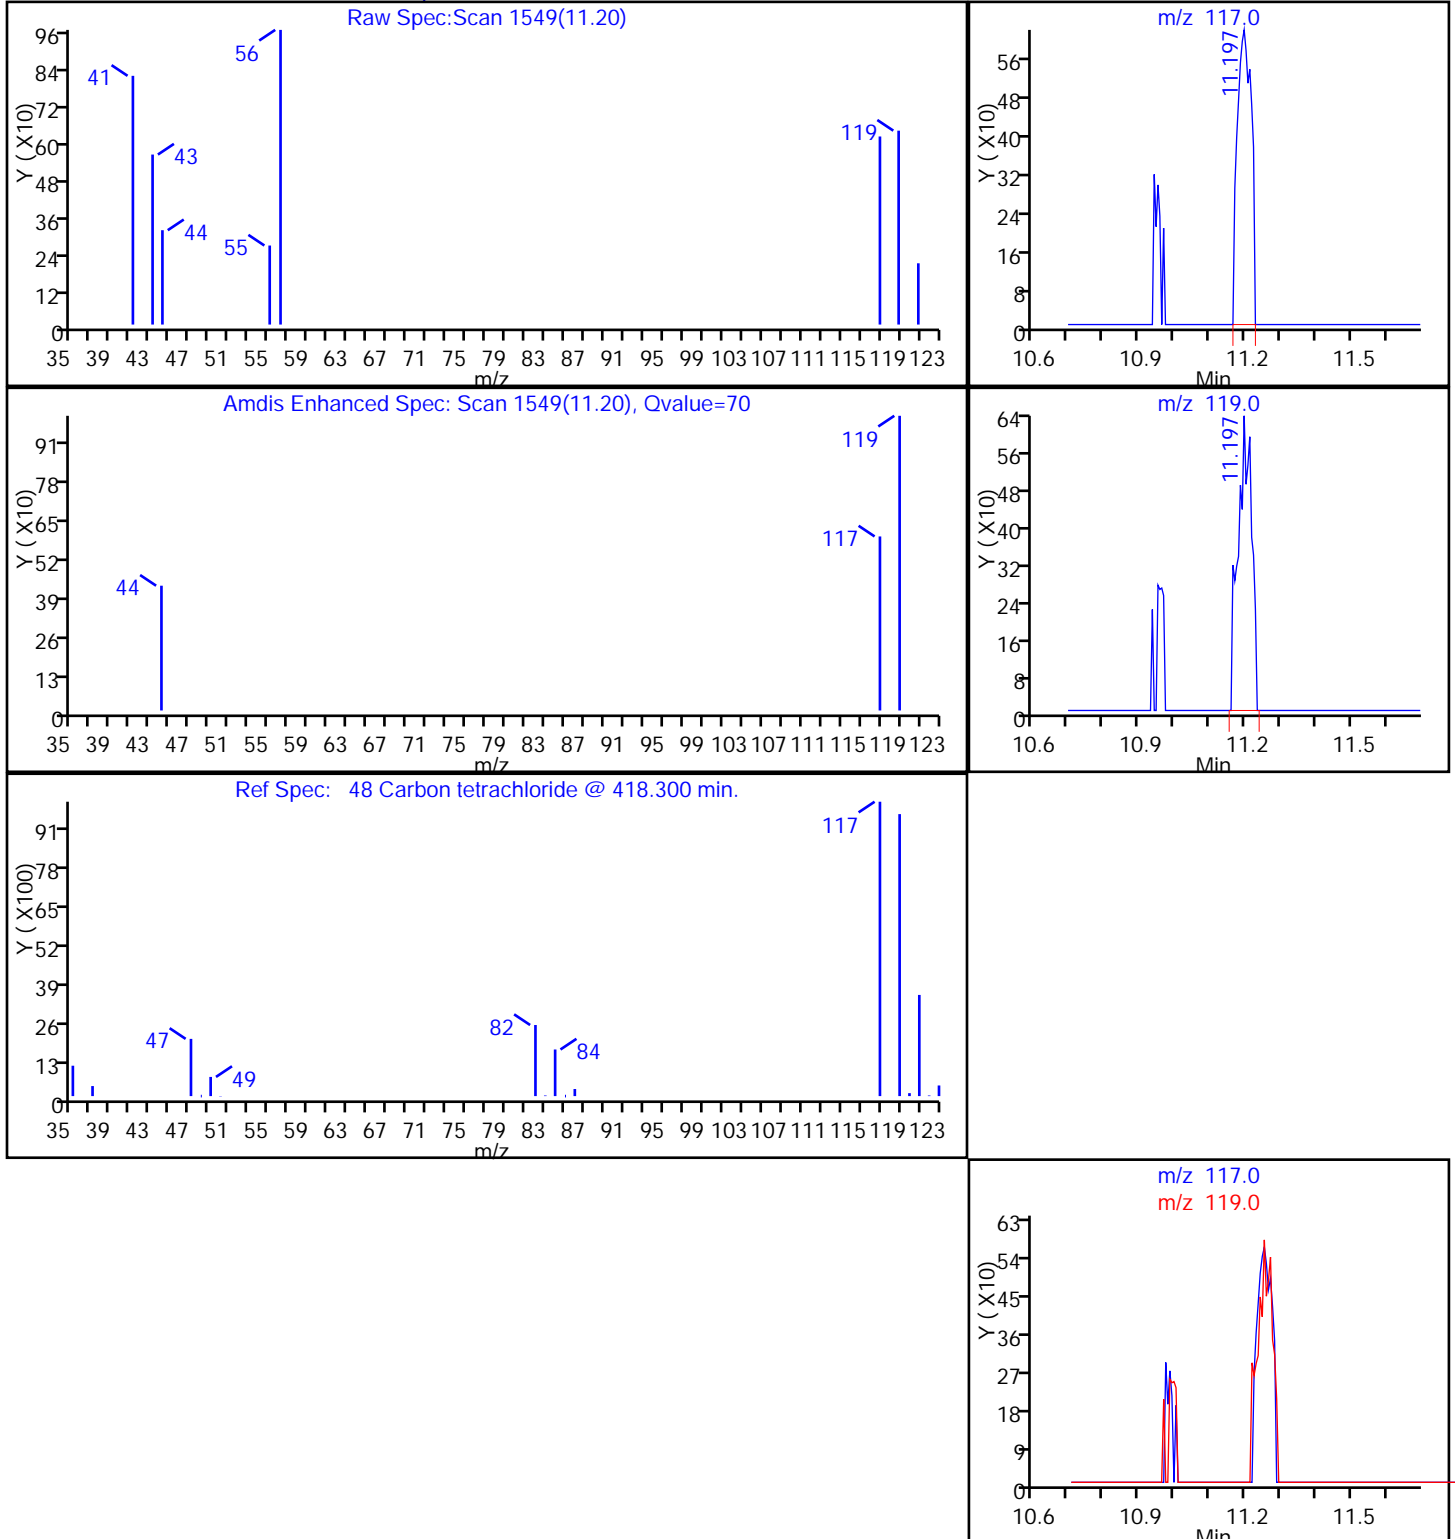 Raw Spec:Scan 1549(11.20)
Y ( X10)
96
84
72
60
48
36
24
12
0
41
43
44
55
56
119
35 39 43 47 51 55 59 63 67 71 75 79 83 87 91 95 99 103 107 111 115 119 123
m/z
m/z 117.0
Y ( X10)
56
48
40
32
24
16
8
0
11.197
10.6 10.9 11.2 11.5
Min
Amdis Enhanced Spec: Scan 1549(11.20), Qvalue=70
Y ( X10)
91
78
65
52
39
26
13
0
44
117
119
35 39 43 47 51 55 59 63 67 71 75 79 83 87 91 95 99 103 107 111 115 119 123
m/z
m/z 119.0
Y ( X10)
64
56
48
40
32
24
16
8
0
11.197
10.6 10.9 11.2 11.5
Min
Ref Spec: 48 Carbon tetrachloride @ 418.300 min.
Y ( X100)
91
78
65
52
39
26
13
0
47
49
82
84
117
35 39 43 47 51 55 59 63 67 71 75 79 83 87 91 95 99 103 107 111 115 119 123
m/z
m/z 117.0
m/z 119.0
Y ( X10)
63
54
45
36
27
18
9
0
10.6 10.9 11.2 11.5
Min